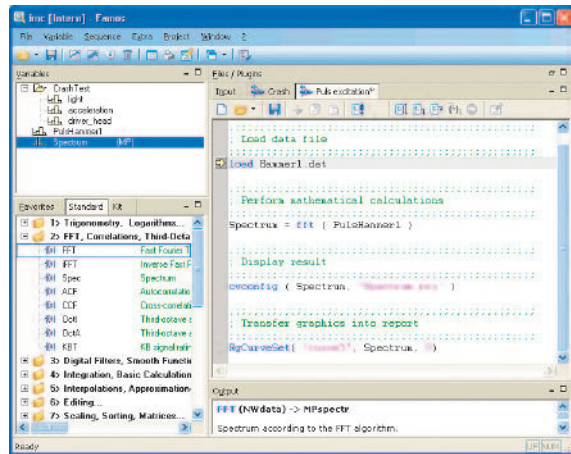 imc [Intern] - Famos
File Variable Sequence Extra Project Window ?
Variables
CrashTest
light
acceleration
driver_head
PulsHammer1
Spectrum (MP)
Favorites Standard Kit
1> Trigonometry, Logarithms...
2> FFT, Correlations, Third-Octa
FFT Fast Fourier T
iFFT Inverse Fast F
Spec Spectrum
ACF Autocorrelatio
CCF Cross-correlati
Oct Third-octave a
OctA Third-octave a
KBT KB signal ratin
3> Digital Filters, Smooth Functi
4> Integration, Basic Calculation
5> Interpolations, Approximation
6> Editing...
7> Scaling, Sorting, Matrices...
Files / Plugins
Input Crash Pulsexcitation*
; Load data file
load Hammer1.dat
; Perform mathematical calculations
Spectrum = fft ( PulsHammer1 )
; Display result
cvconfig ( Spectrum,
; Transfer graphics into report
RgCurveSet( Spectrum,
Output
FFT (NWdata) -> MPspectr
Spectrum according to the FFT algorithm.
Ready
NUM